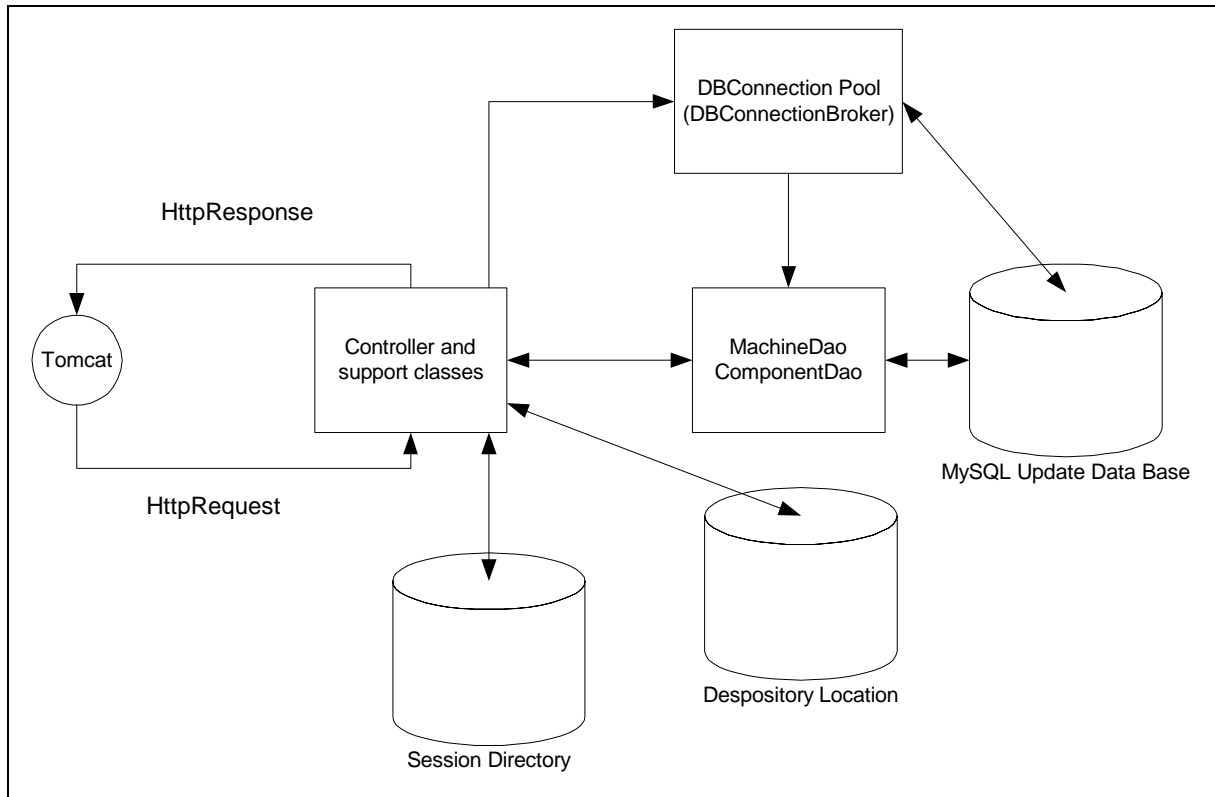 DBConnection Pool
(DBConnectionBroker)
HttpResponse
Tomcat
Controller and
support classes
MachineDao
ComponentDao
MySQL Update Data Base
HttpRequest
Despository Location
Session Directory